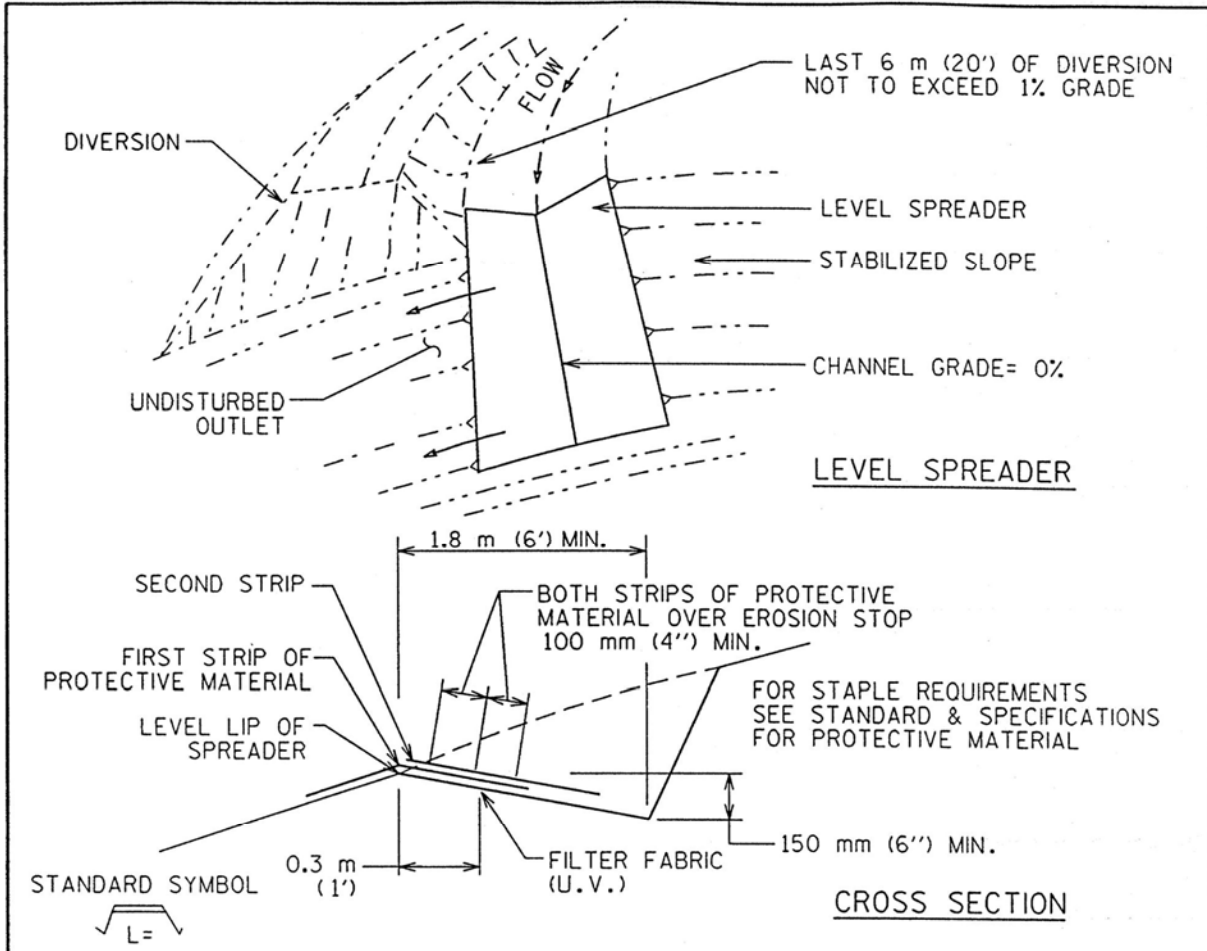 FLOW
LAST 6 m (20') OF DIVERSION
NOT TO EXCEED 1% GRADE
DIVERSION
LEVEL SPREADER
STABILIZED SLOPE
CHANNEL GRADE= 0%
UNDISTURBED
OUTLET
LEVEL SPREADER
1.8 m (6') MIN.
SECOND STRIP
BOTH STRIPS OF PROTECTIVE
MATERIAL OVER EROSION STOP
100 mm (4'') MIN.
FIRST STRIP OF
PROTECTIVE MATERIAL
LEVEL LIP OF
SPREADER
FOR STAPLE REQUIREMENTS
SEE STANDARD & SPECIFICATIONS
FOR PROTECTIVE MATERIAL
150 mm (6'') MIN.
0.3 m
(1')
FILTER FABRIC
(U.V.)
STANDARD SYMBOL
L=
CROSS SECTION